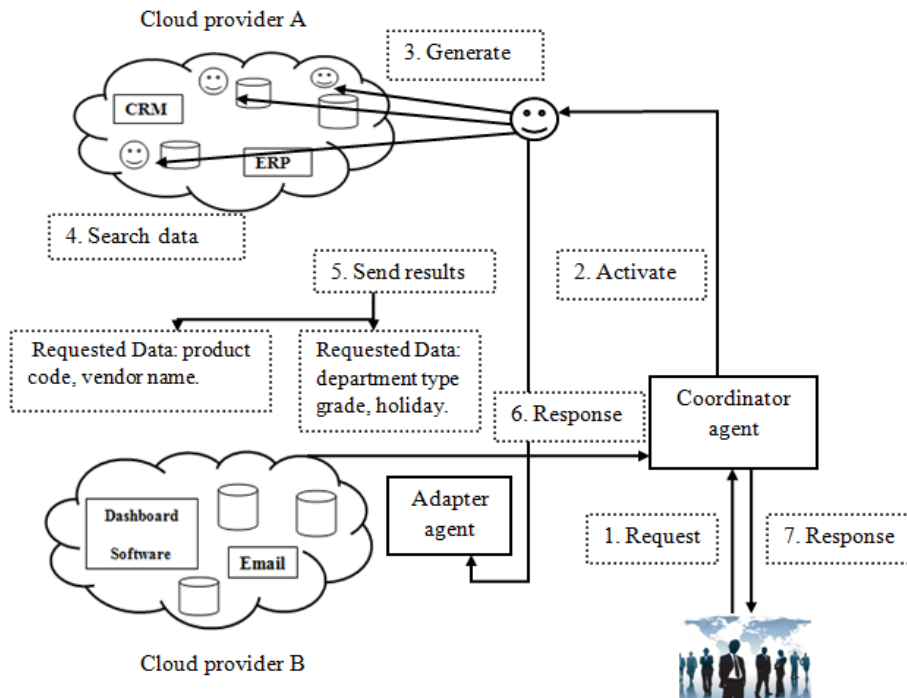 Cloud provider A
3. Generate
CRM
ERP
4. Search data
2. Activate
5. Send results
Requested Data: product
code, vendor name.
Requested Data:
department type
grade, holiday.
6. Response
Coordinator
agent
Dashboard
Software
Email
Adapter
agent
1. Request
7. Response
Cloud provider B